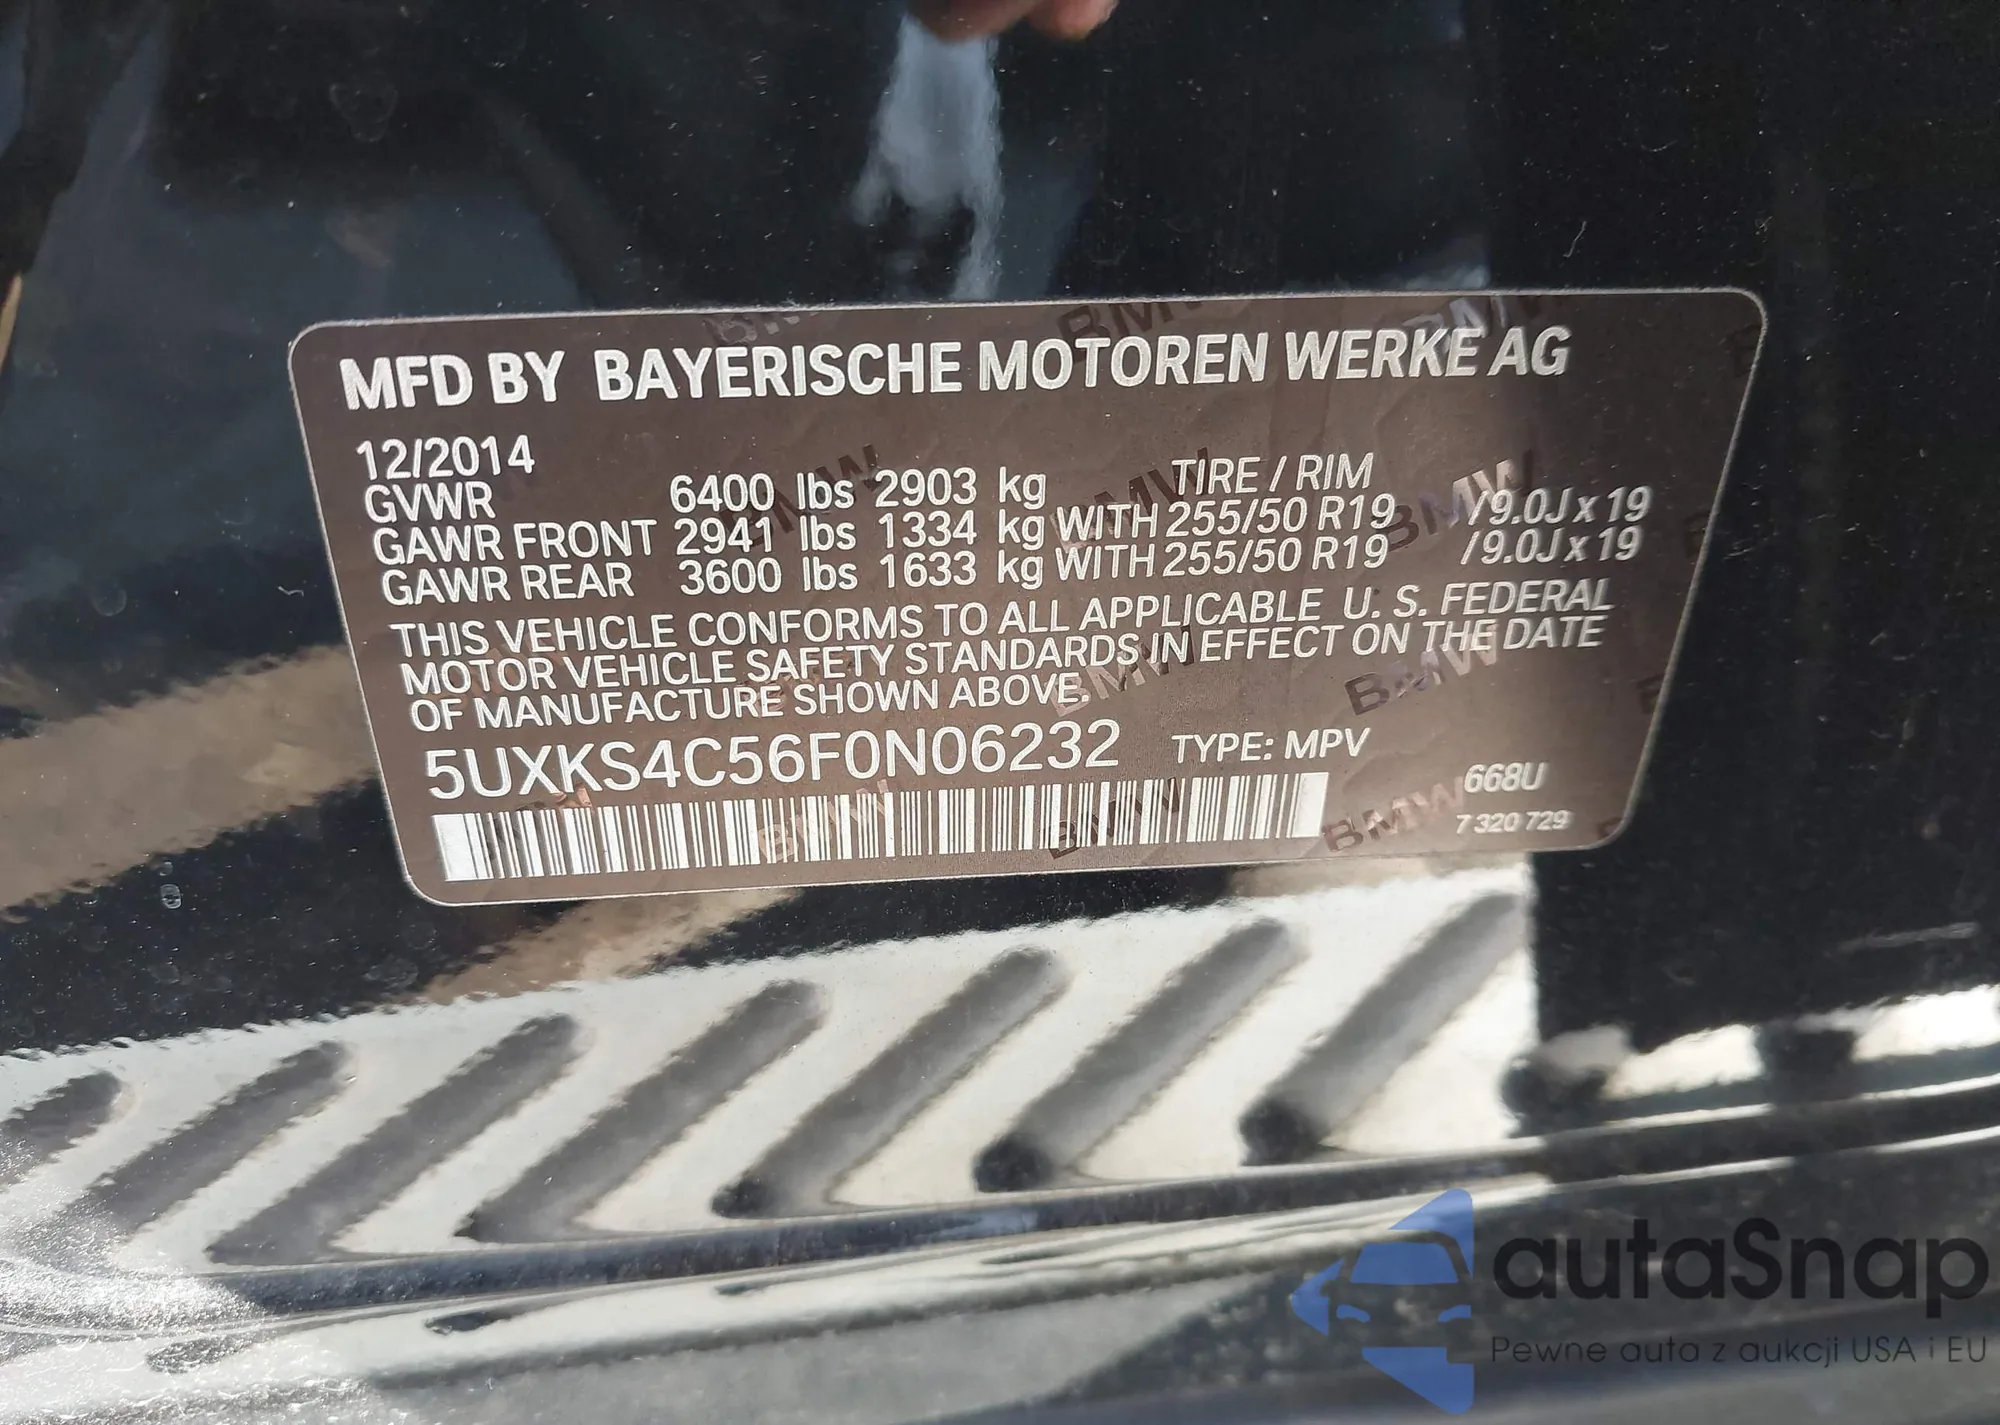 MFD BY BAYERISCHE MOTOREN WERKE AG
12/2014 TIRE / RIM
GVWR 6400 lbs 2903 kg
GAWR FRONT 2941 lbs 1334 kg WITH 255/50 R19 /9.0J x 19
GAWR REAR 3600 lbs 1633 kg WITH 255/50 R19 /9.0J x 19
THIS VEHICLE CONFORMS TO ALL APPLICABLE U. S. FEDERAL
MOTOR VEHICLE SAFETY STANDARDS IN EFFECT ON THE DATE
OF MANUFACTURE SHOWN ABOVE.
5UXKS4C56F0N06232 TYPE: MPV
668U
7 320 729
autaSnap
Pewne auta z aukcji USA i EU